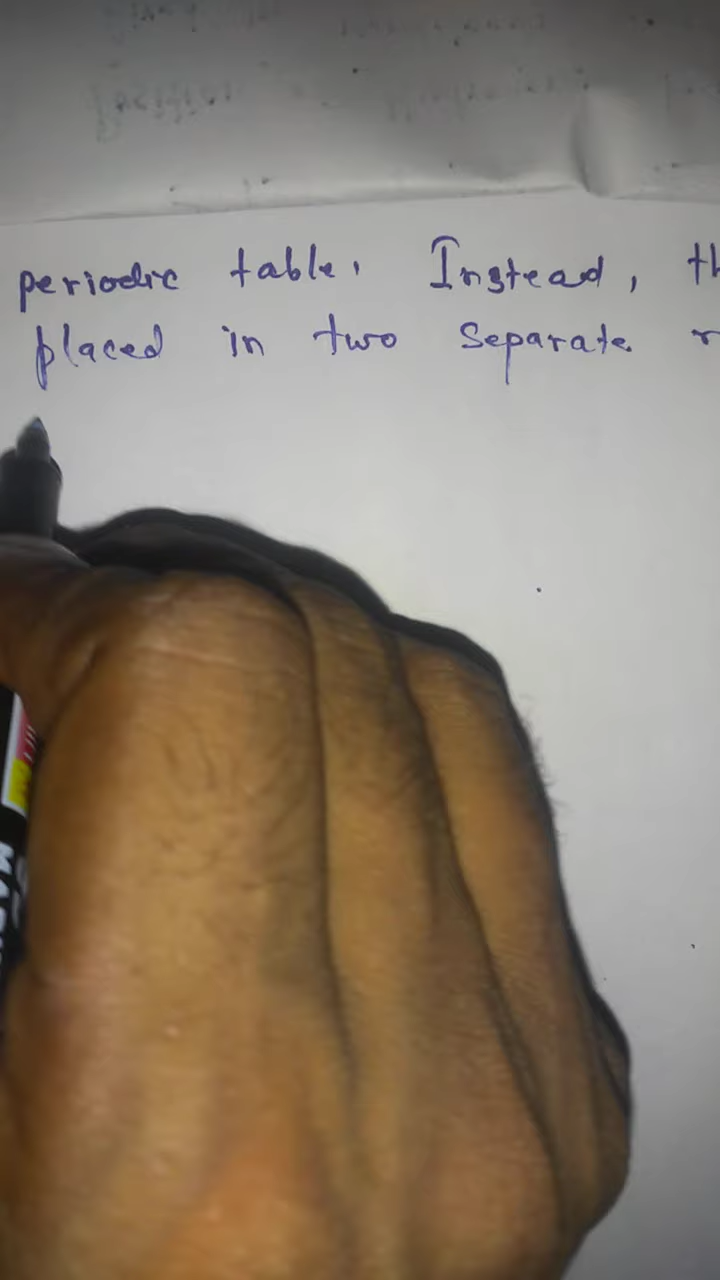 periodic table. Instead, th
placed in two separate r